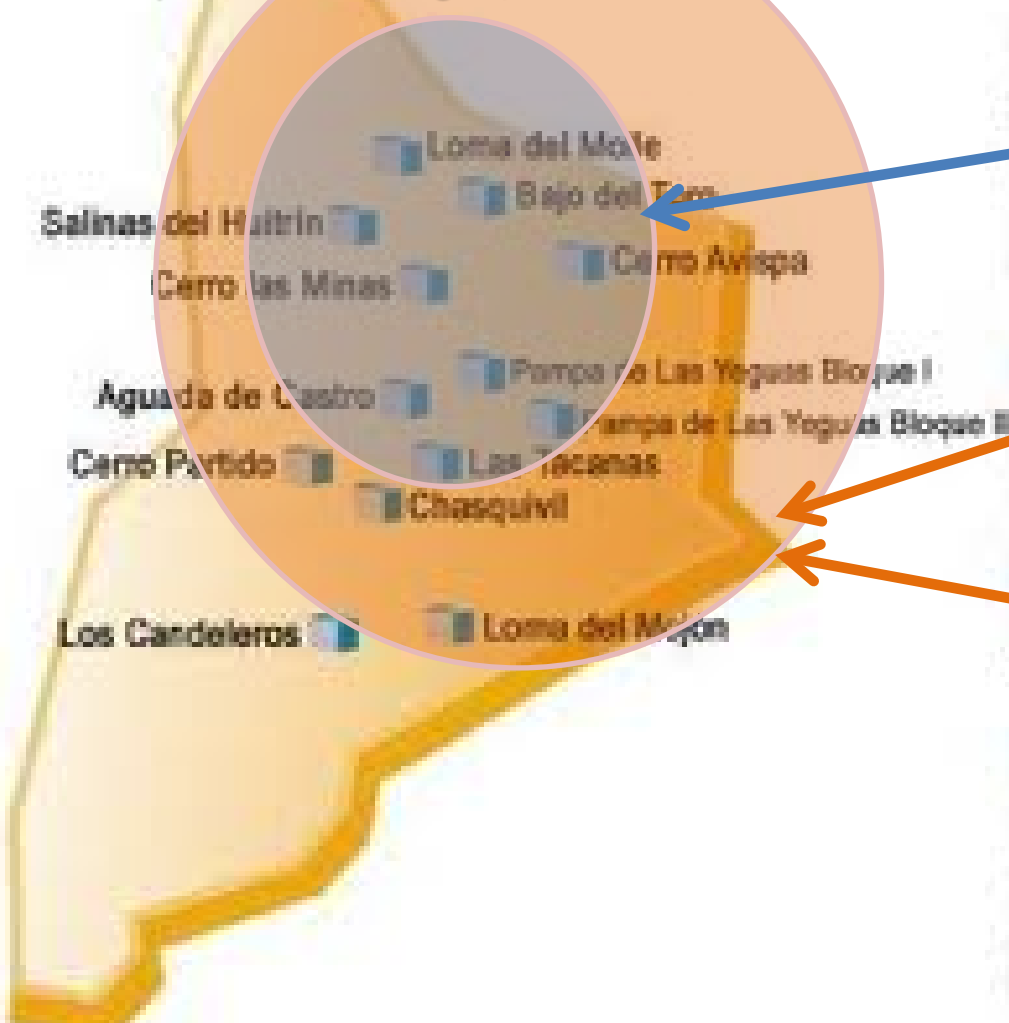 Loma del Molle
Bajo del Toro
Salinas del Huitrín
Cerro Avispa
Cerro las Minas
Pampa de Las Yeguas Bloque I
Aguada de Castro
Pampa de Las Yeguas Bloque II
Cerro Partido
Las Tacanas
Chasquivil
Los Candeleros
Loma del Mojon